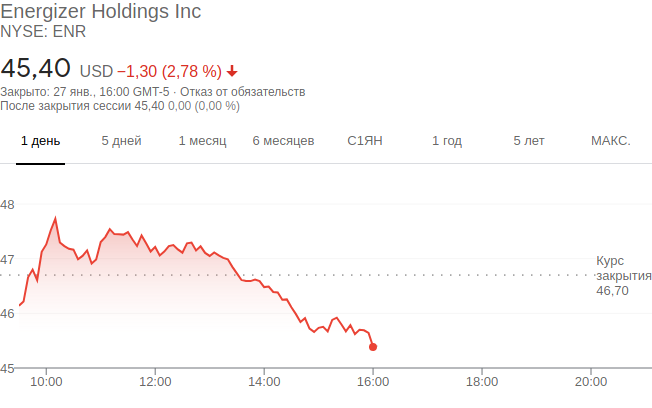 Energizer Holdings Inc
NYSE: ENR
45,40 USD −1,30 (2,78 %)
Закрыто: 27 янв., 16:00 GMT-5 · Отказ от обязательств
После закрытия сессии 45,40 0,00 (0,00 %)
1 день 5 дней 1 месяц 6 месяцев С1ЯН 1 год 5 лет МАКС.
48
47
Курс
закрытия
46,70
46
45
10:00 12:00 14:00 16:00 18:00 20:00